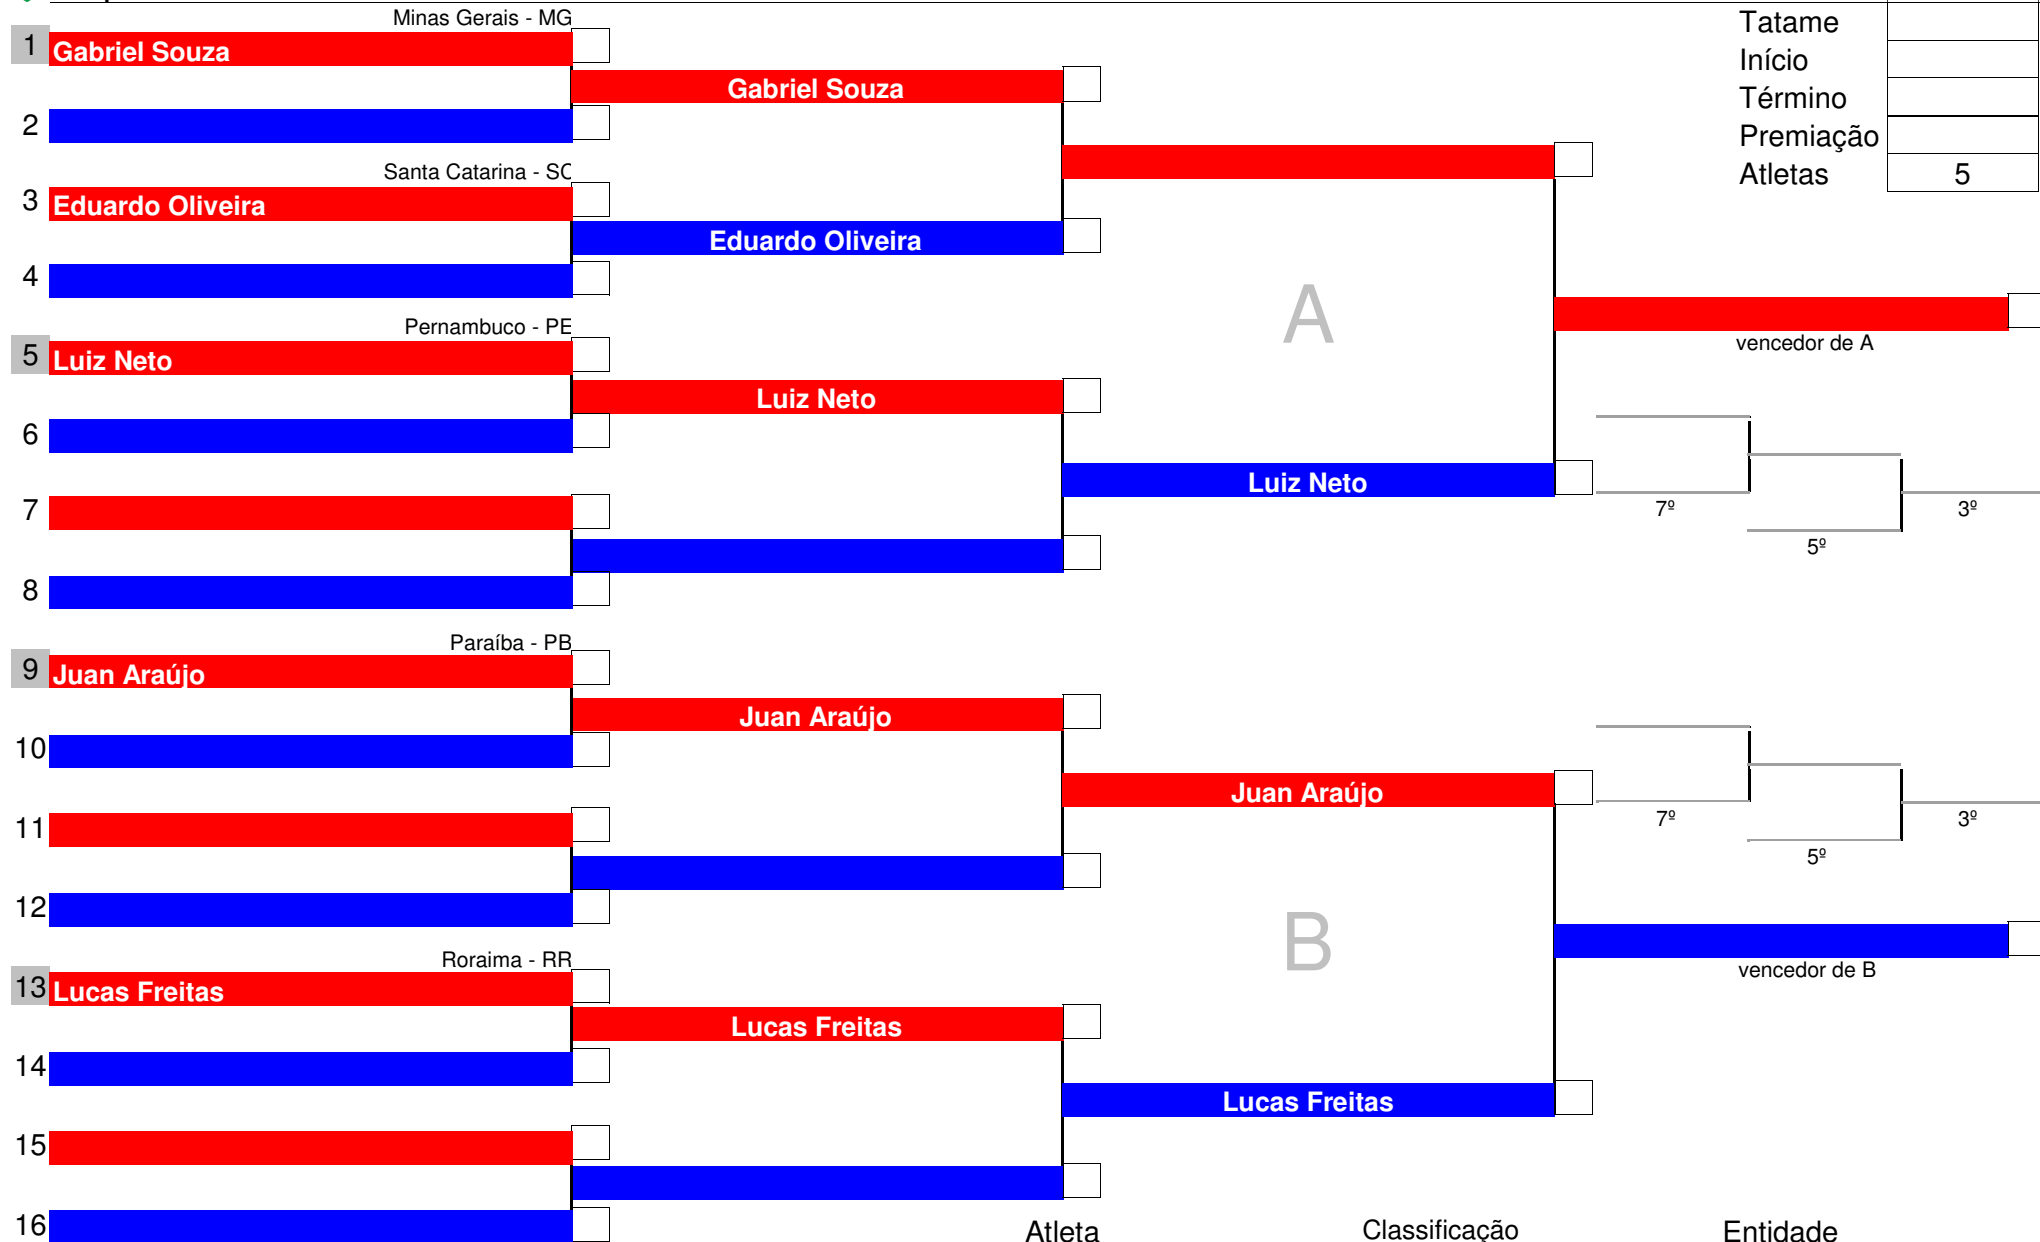 Minas Gerais - MG
Tatame
1 Gabriel Souza
Início
Gabriel Souza
Término
2
Premiação
Santa Catarina - SC
Atletas 5
3 Eduardo Oliveira
Eduardo Oliveira
4
A
Pernambuco - PE
vencedor de A
5 Luiz Neto
Luiz Neto
6
Luiz Neto
7
7º 3º
5º
8
Paraíba - PB
9 Juan Araújo
Juan Araújo
10
Juan Araújo
7º 3º
11
5º
12
B
Roraima - RR
vencedor de B
13 Lucas Freitas
Lucas Freitas
14
Lucas Freitas
15
16
Atleta Classificação Entidade